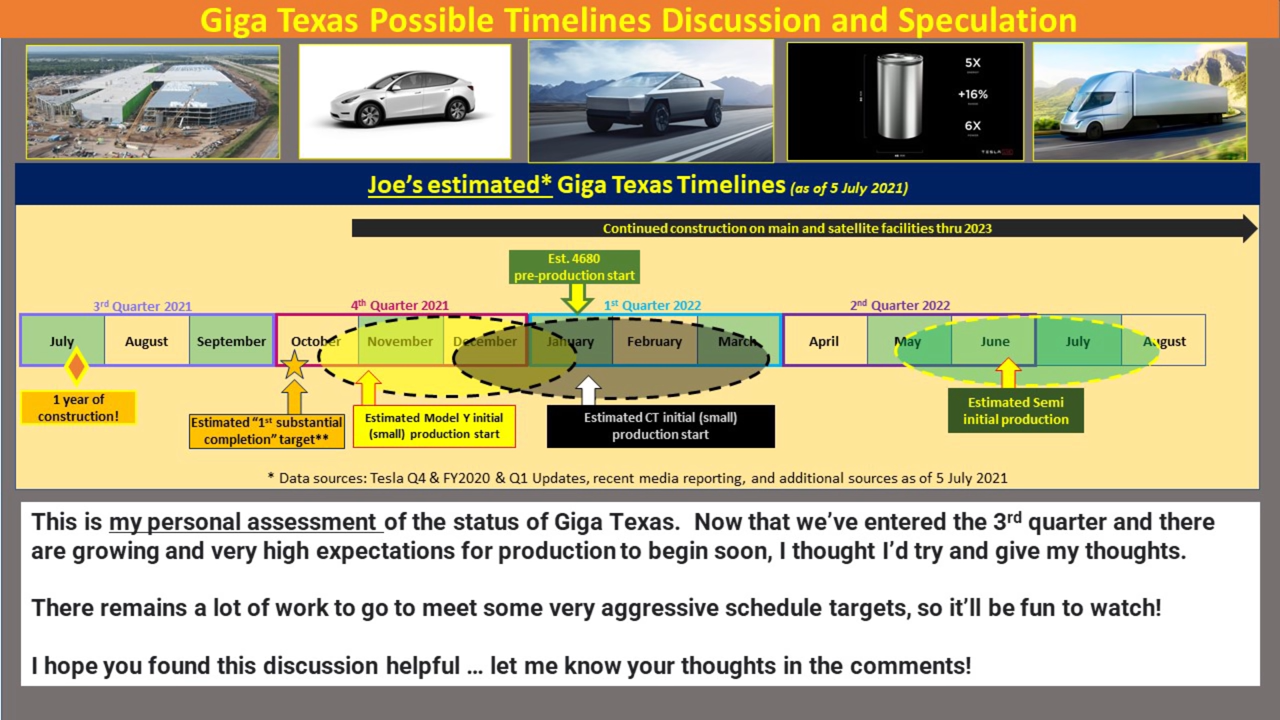 Giga Texas Possible Timelines Discussion and Speculation
5X
+16%
6X
TESLA
Joe's estimated* Giga Texas Timelines (as of 5 July 2021)
Continued construction on main and satellite facilities thru 2023
Est. 4680
pre-production start
3rd Quarter 2021
4th Quarter 2021
1st Quarter 2022
2nd Quarter 2022
July
August
September
October
November
December
January
February
March
April
May
June
July
August
1 year of
construction!
Estimated "1st substantial
completion" target**
Estimated Model Y initial
(small) production start
Estimated CT initial (small)
production start
Estimated Semi
initial production
* Data sources: Tesla Q4 & FY2020 & Q1 Updates, recent media reporting, and additional sources as of 5 July 2021
This is my personal assessment of the status of Giga Texas. Now that we've entered the 3rd quarter and there
are growing and very high expectations for production to begin soon, I thought I'd try and give my thoughts.
There remains a lot of work to go to meet some very aggressive schedule targets, so it'll be fun to watch!
I hope you found this discussion helpful … let me know your thoughts in the comments!